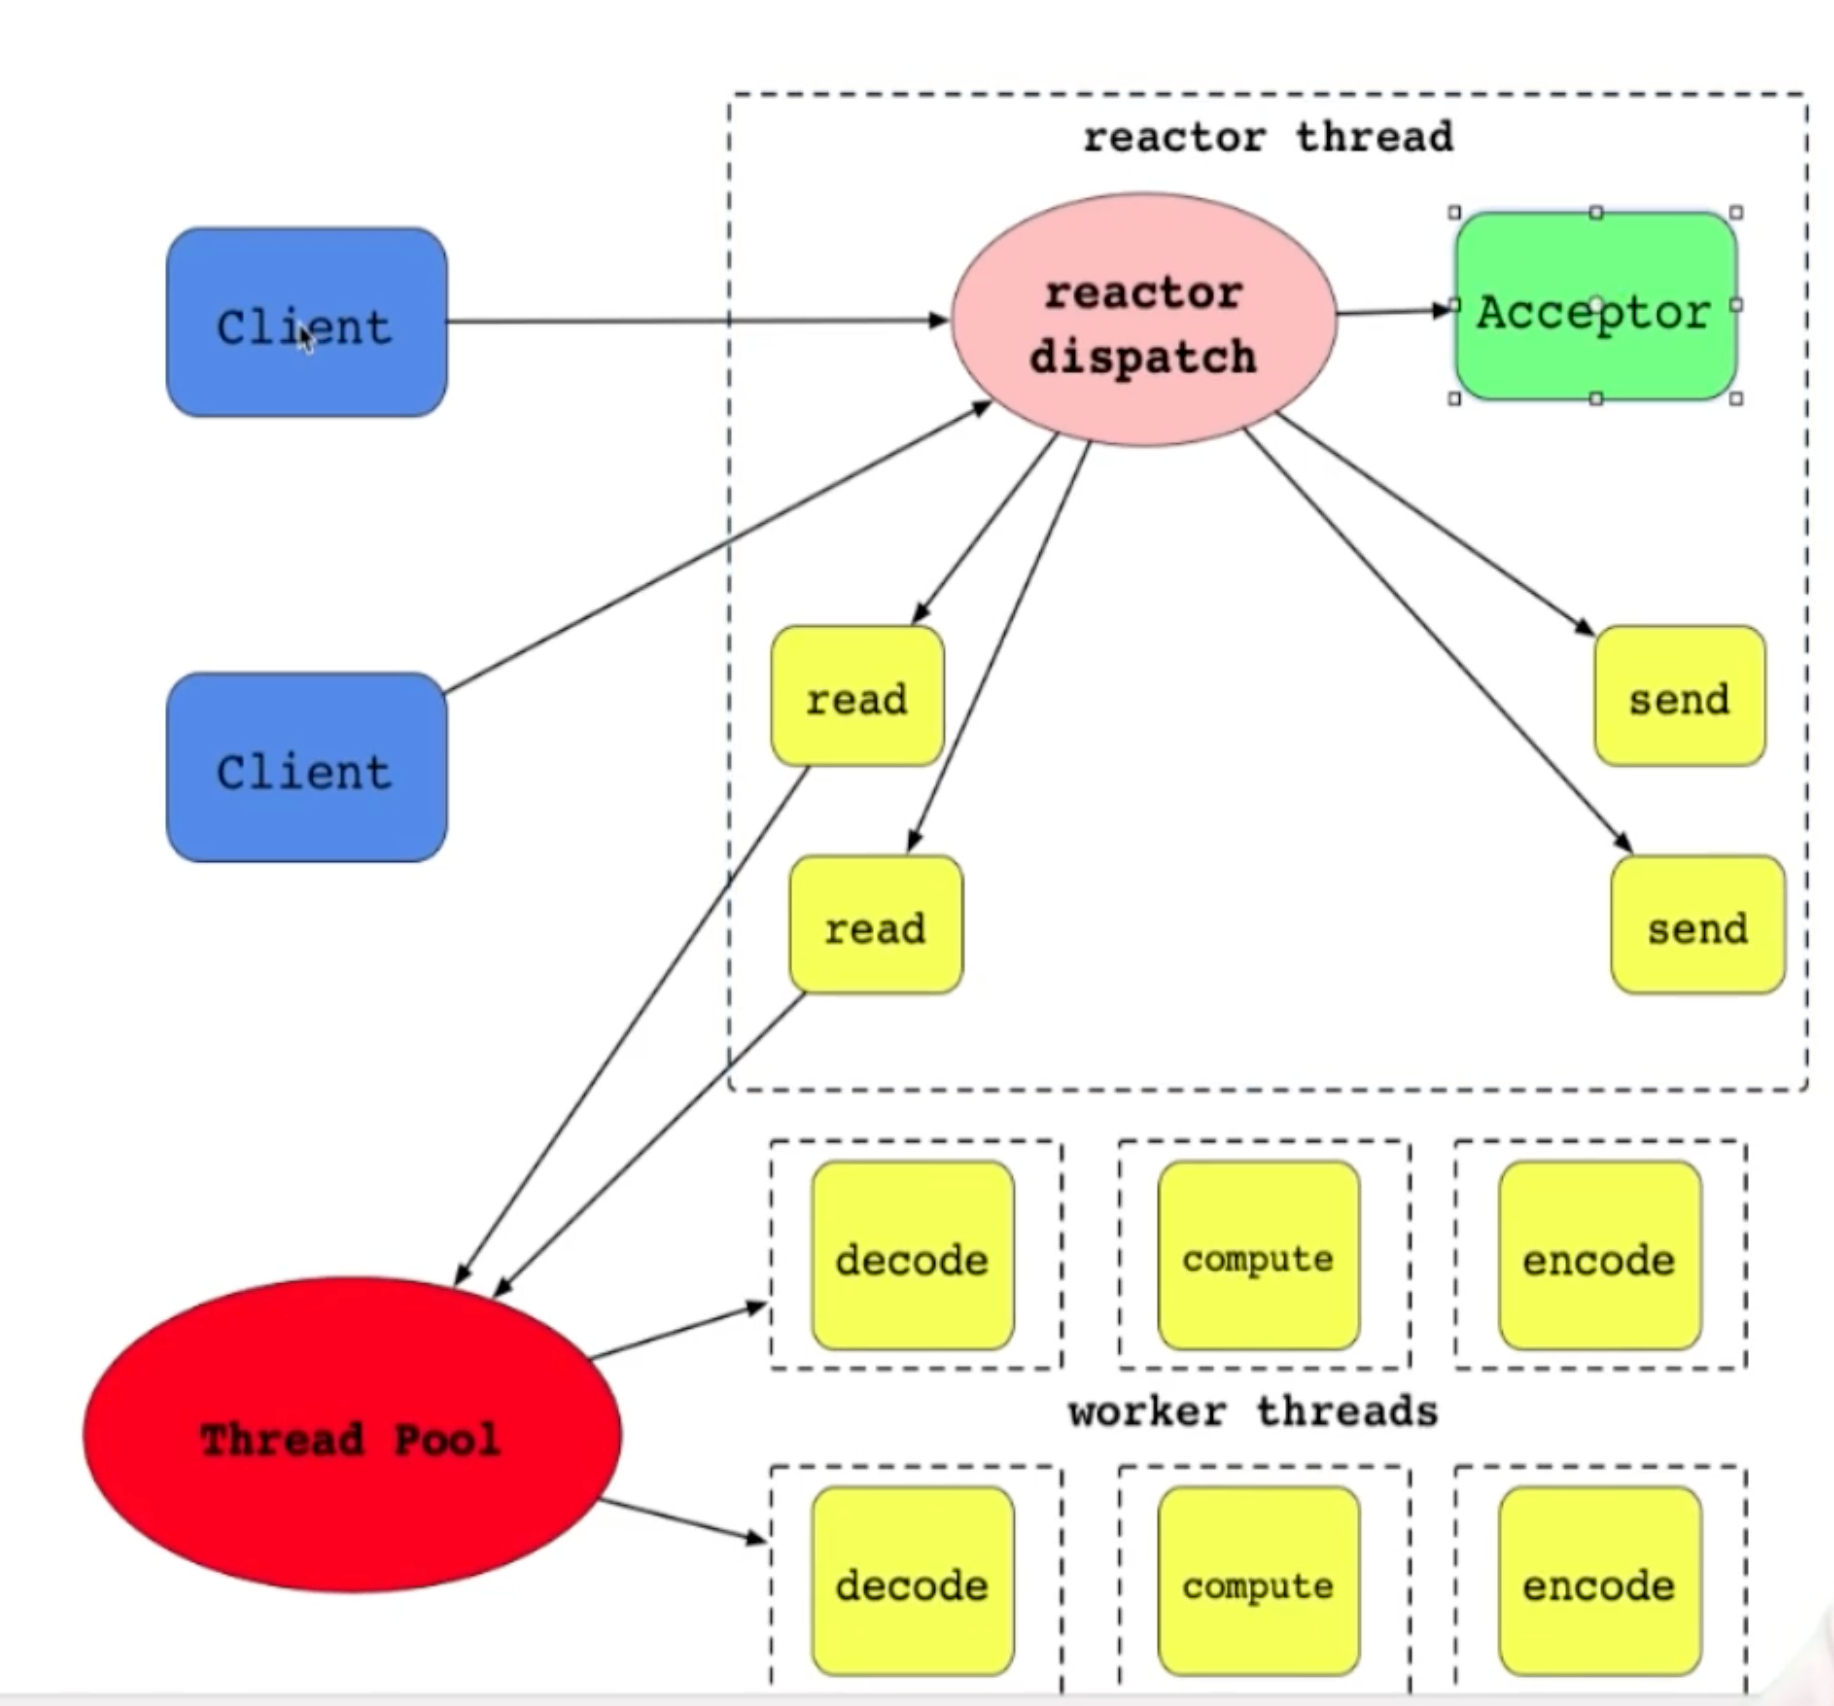 reactor thread
Client
reactor
dispatch
Acceptor
Client
read
send
read
send
decode
compute
encode
Thread Pool
worker threads
decode
compute
encode